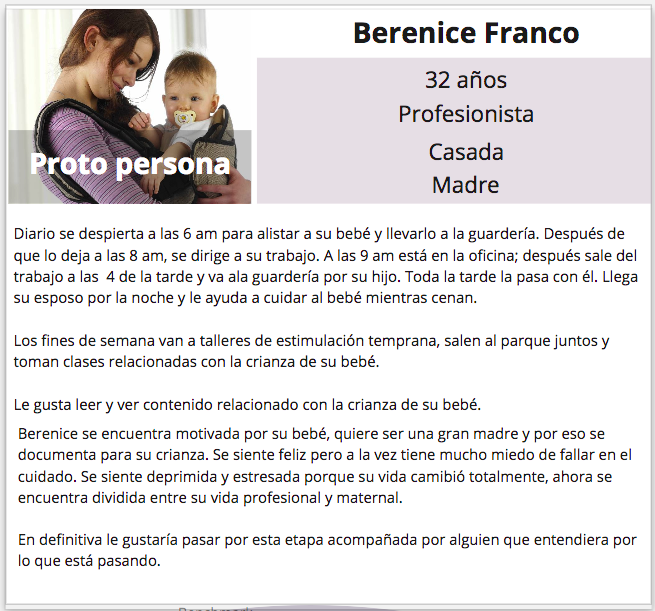 Berenice Franco
32 años
Profesionista
Casada
Madre
Proto persona
Diario se despierta a las 6 am para alistar a su bebé y llevarlo a la guardería. Después de
que lo deja a las 8 am, se dirige a su trabajo. A las 9 am está en la oficina; después sale del
trabajo a las  4 de la tarde y va ala guardería por su hijo. Toda la tarde la pasa con él. Llega
su esposo por la noche y le ayuda a cuidar al bebé mientras cenan.
Los fines de semana van a talleres de estimulación temprana, salen al parque juntos y
toman clases relacionadas con la crianza de su bebé.
Le gusta leer y ver contenido relacionado con la crianza de su bebé.
Berenice se encuentra motivada por su bebé, quiere ser una gran madre y por eso se
documenta para su crianza. Se siente feliz pero a la vez tiene mucho miedo de fallar en el
cuidado. Se siente deprimida y estresada porque su vida camibió totalmente, ahora se
encuentra dividida entre su vida profesional y maternal.
En definitiva le gustaría pasar por esta etapa acompañada por alguien que entendiera por
lo que está pasando.